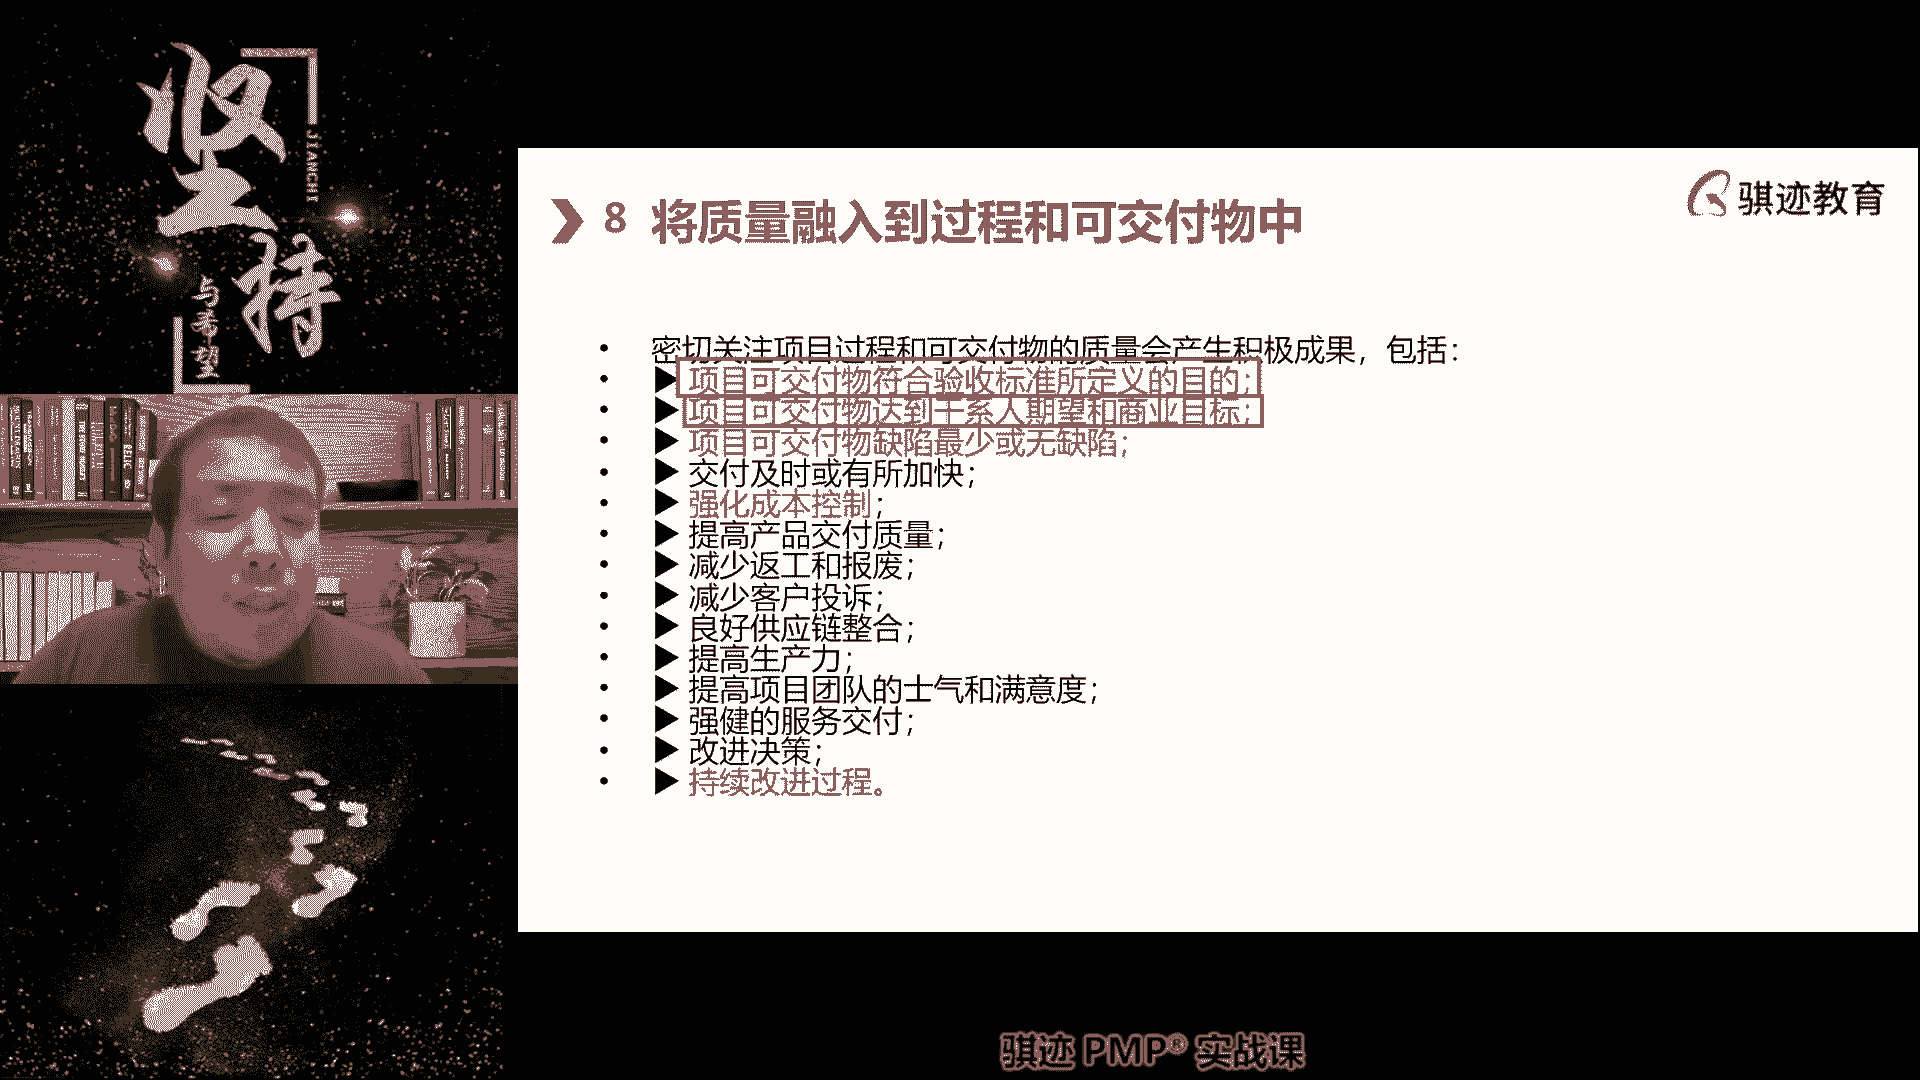 坚持
JIANCHI
与希望
骐迹教育
8 将质量融入到过程和可交付物中
• 密切关注项目过程和可交付物的质量会产生积极成果，包括：
• ▶项目可交付物符合验收标准所定义的目的；
• ▶项目可交付物达到干系人期望和商业目标；
• ▶项目可交付物缺陷最少或无缺陷；
• ▶交付及时或有所加快；
• ▶强化成本控制；
• ▶提高产品交付质量；
• ▶减少返工和报废；
• ▶减少客户投诉；
• ▶良好供应链整合；
• ▶提高生产力；
• ▶提高项目团队的士气和满意度；
• ▶强健的服务交付；
• ▶改进决策；
• ▶持续改进过程。
骐迹 PMP® 实战课